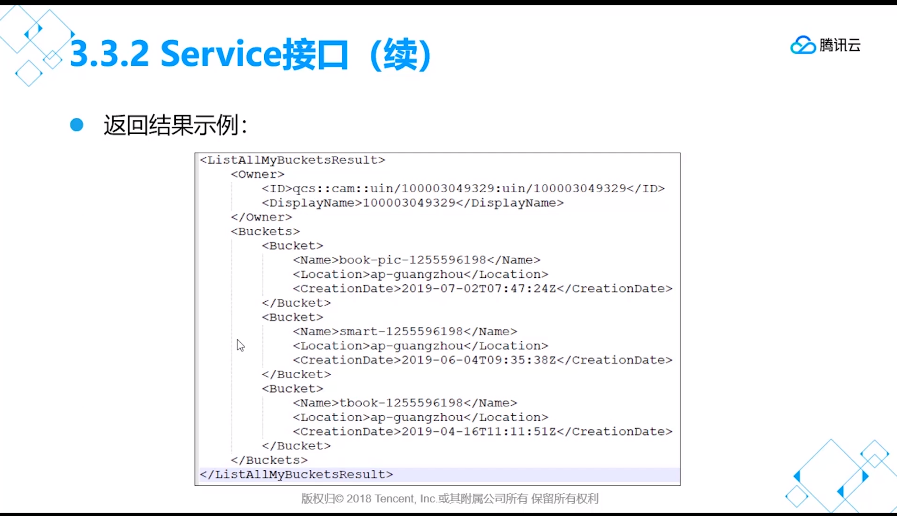 3.3.2 Service接口（续）
腾讯云
返回结果示例：
<ListAllMyBucketsResult>
<Owner>
<ID>qcs::cam::uin/100003049329:uin/100003049329</ID>
<DisplayName>100003049329</DisplayName>
</Owner>
<Buckets>
<Bucket>
<Name>book-pic-1255596198</Name>
<Location>ap-guangzhou</Location>
<CreationDate>2019-07-02T07:47:24Z</CreationDate>
</Bucket>
<Bucket>
<Name>smart-1255596198</Name>
<Location>ap-guangzhou</Location>
<CreationDate>2019-06-04T09:35:38Z</CreationDate>
</Bucket>
<Bucket>
<Name>tbook-1255596198</Name>
<Location>ap-guangzhou</Location>
<CreationDate>2019-04-16T11:11:51Z</CreationDate>
</Bucket>
</Buckets>
</ListAllMyBucketsResult>
版权归© 2018 Tencent, Inc.或其附属公司所有 保留所有权利